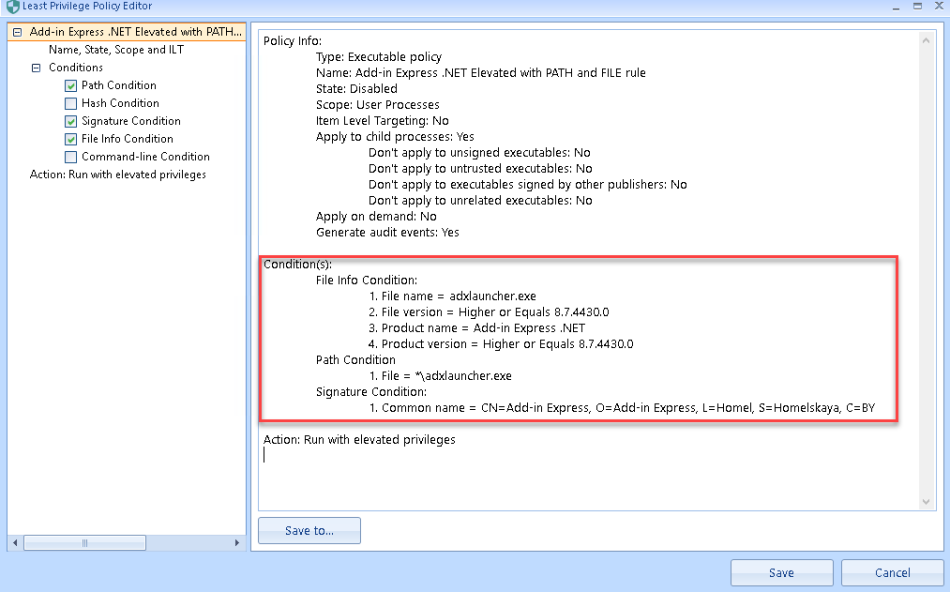 Least Privilege Policy Editor
Add-in Express .NET Elevated with PATH...
Name, State, Scope and ILT
Conditions
Path Condition
Hash Condition
Signature Condition
File Info Condition
Command-line Condition
Action: Run with elevated privileges
Policy Info:
Type: Executable policy
Name: Add-in Express .NET Elevated with PATH and FILE rule
State: Disabled
Scope: User Processes
Item Level Targeting: No
Apply to child processes: Yes
Don't apply to unsigned executables: No
Don't apply to untrusted executables: No
Don't apply to executables signed by other publishers: No
Don't apply to unrelated executables: No
Apply on demand: No
Generate audit events: Yes
Condition(s):
File Info Condition:
1. File name = adxlauncher.exe
2. File version = Higher or Equals 8.7.4430.0
3. Product name = Add-in Express .NET
4. Product version = Higher or Equals 8.7.4430.0
Path Condition
1. File = *\adxlauncher.exe
Signature Condition:
1. Common name = CN=Add-in Express, O=Add-in Express, L=Homel, S=Homelskaya, C=BY
Action: Run with elevated privileges
Save to...
Save
Cancel